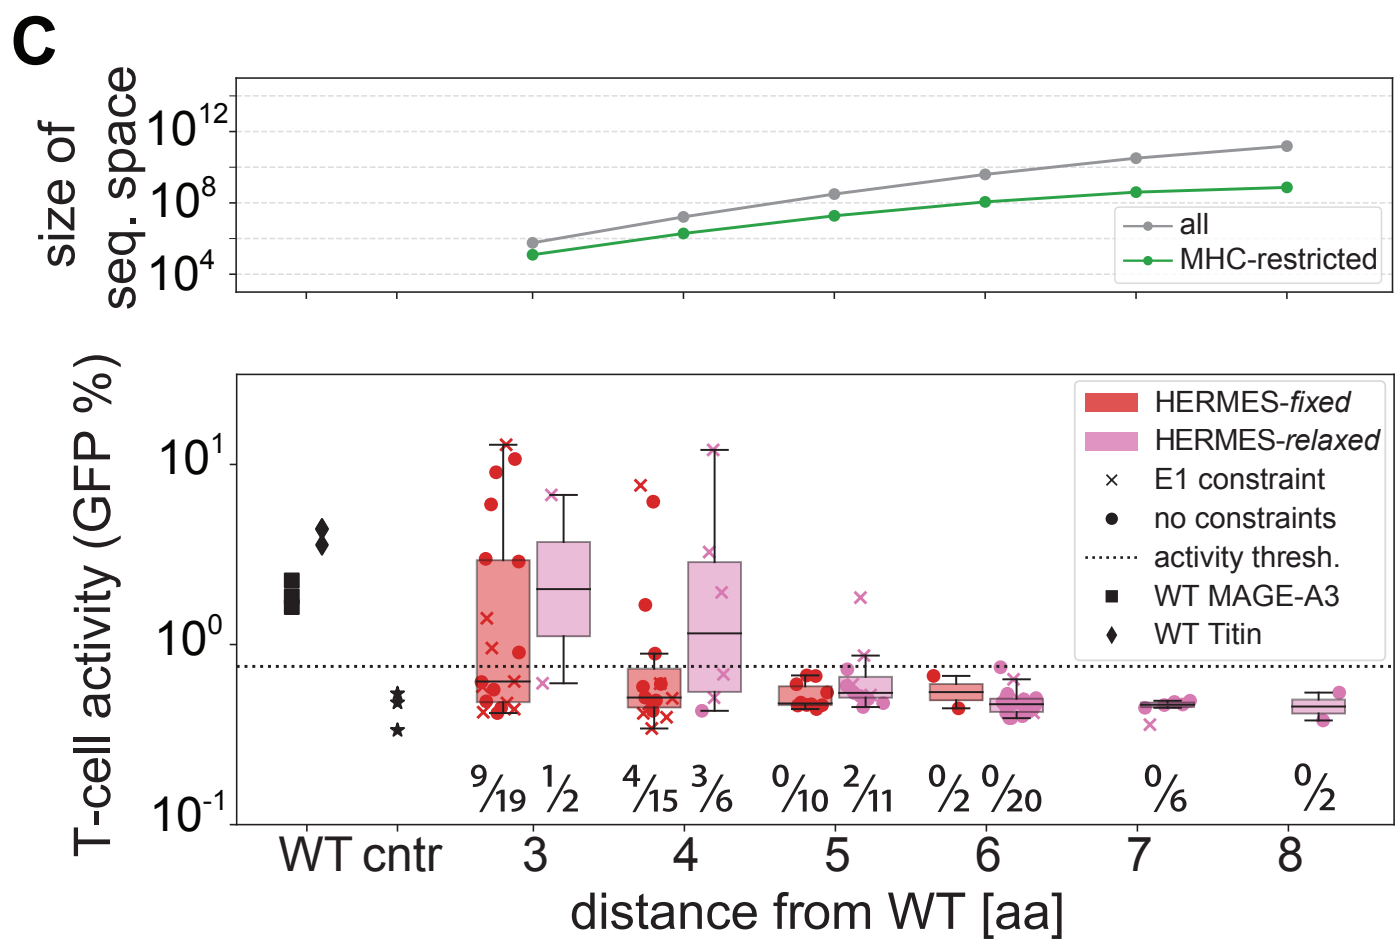 C
size of
seq. space
10^12
10^8
10^4
all
MHC-restricted
T-cell activity (GFP %)
10^1
10^0
10^-1
HERMES-fixed
HERMES-relaxed
E1 constraint
no constraints
activity thresh.
WT MAGE-A3
WT Titin
9/19 1/2 4/15 3/6 0/10 2/11 0/2 0/20 0/6 0/2
WT cntr 3 4 5 6 7 8
distance from WT [aa]